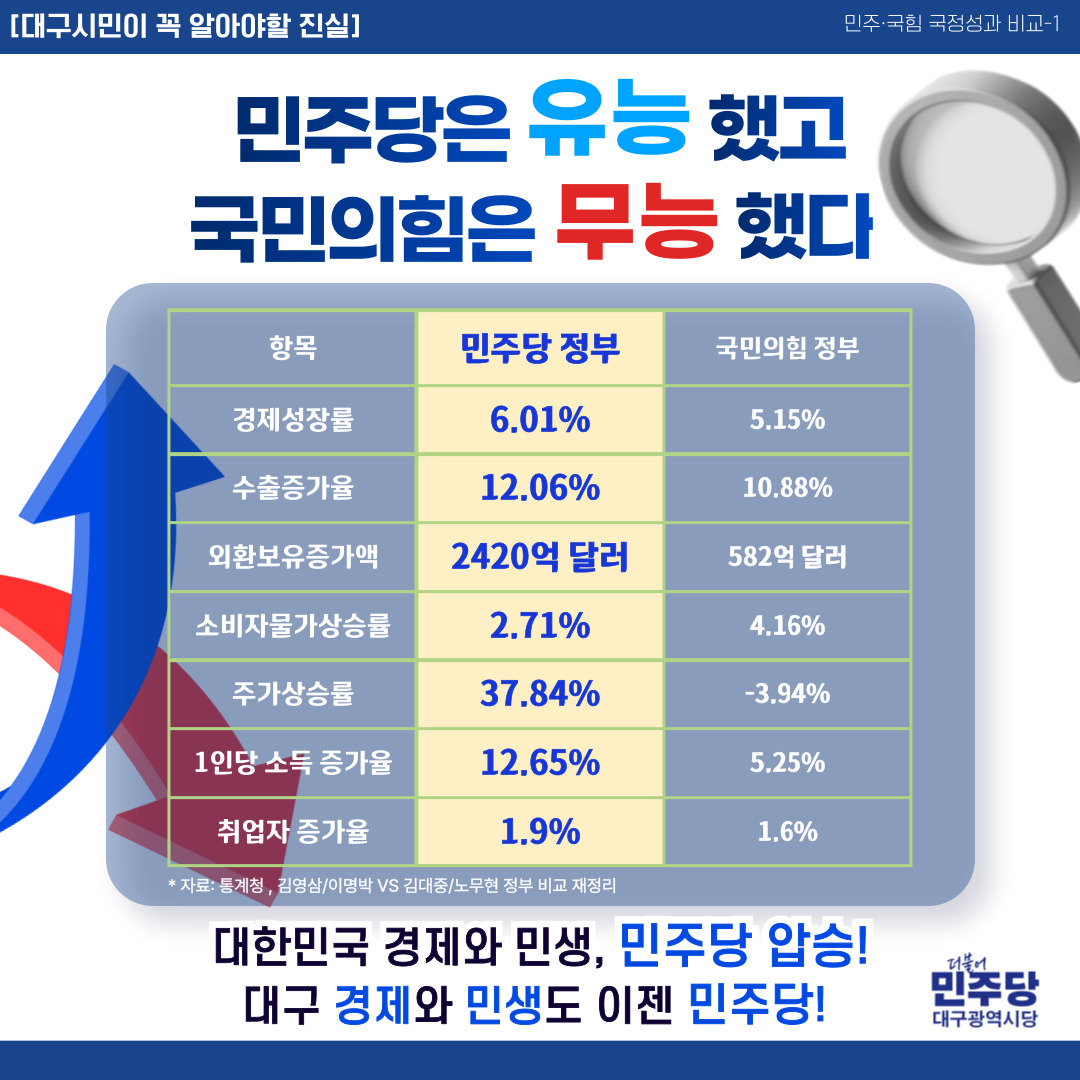 [대구시민이 꼭 알아야할 진실]
민주·국힘 국정성과 비교-1
민주당은 유능 했고
국민의힘은 무능 했다
항목 민주당 정부 국민의힘 정부
경제성장률 6.01% 5.15%
수출증가율 12.06% 10.88%
외환보유증가액 2420억 달러 582억 달러
소비자물가상승률 2.71% 4.16%
주가상승률 37.84% -3.94%
1인당 소득 증가율 12.65% 5.25%
취업자 증가율 1.9% 1.6%
* 자료: 통계청 , 김영삼/이명박 VS 김대중/노무현 정부 비교 재정리
대한민국 경제와 민생, 민주당 압승!
대구 경제와 민생도 이젠 민주당!
더불어
민주당
대구광역시당